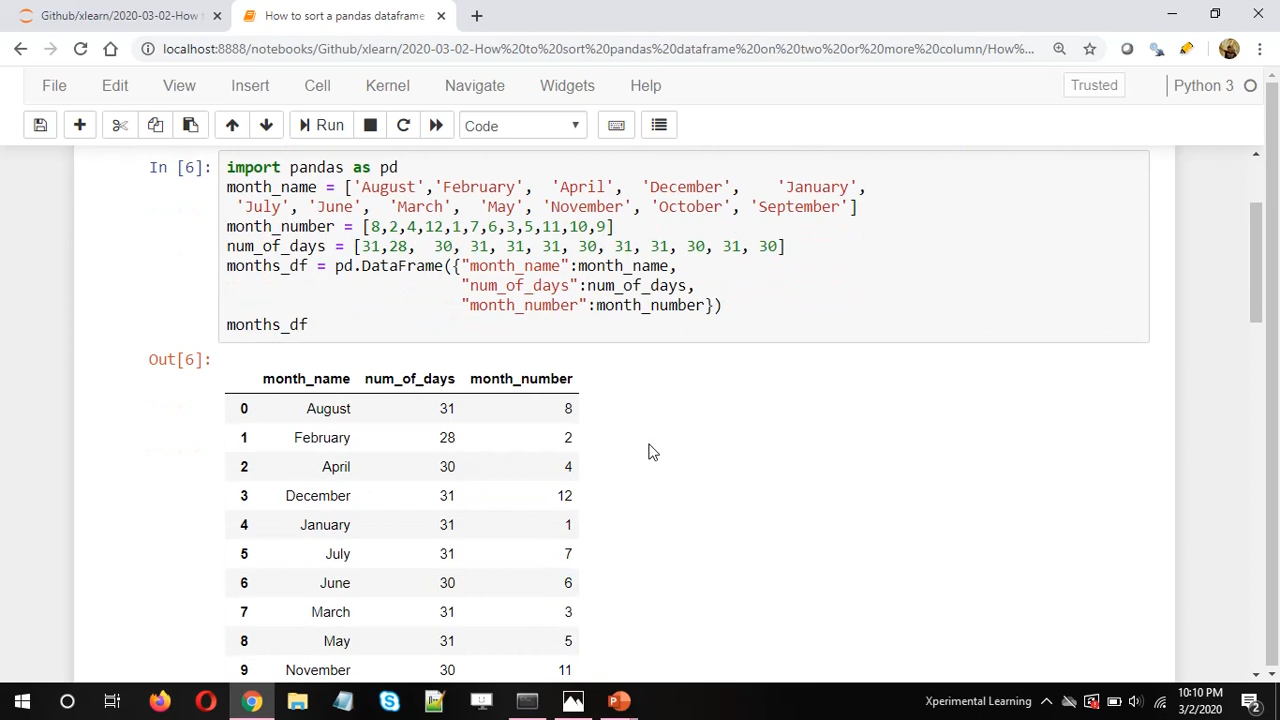 Github/xlearn/2020-03-02-How
How to sort a pandas dataframe
localhost:8888/notebooks/Github/xlearn/2020-03-02-How%20to%20sort%20pandas%20dataframe%20on%20two%20or%20more%20column/How%...
File Edit View Insert Cell Kernel Navigate Widgets Help Trusted Python 3
Run Code
In [6]: import pandas as pd
month_name = ['August','February', 'April', 'December', 'January',
'July', 'June', 'March', 'May', 'November', 'October', 'September']
month_number = [8,2,4,12,1,7,6,3,5,11,10,9]
num_of_days = [31,28, 30, 31, 31, 31, 30, 31, 31, 30, 31, 30]
months_df = pd.DataFrame({"month_name":month_name,
"num_of_days":num_of_days,
"month_number":month_number})
months_df
Out[6]:
month_name num_of_days month_number
0 August 31 8
1 February 28 2
2 April 30 4
3 December 31 12
4 January 31 1
5 July 31 7
6 June 30 6
7 March 31 3
8 May 31 5
9 November 30 11
Xperimental Learning
10:10 PM
3/2/2020
2